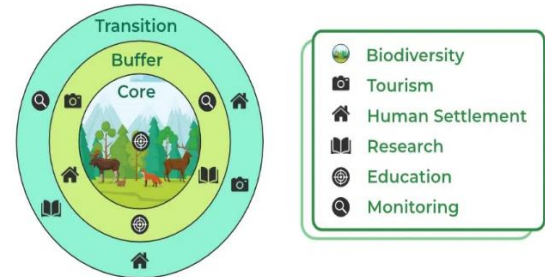 Transition
Buffer
Core
Biodiversity
Tourism
Human Settlement
Research
Education
Monitoring